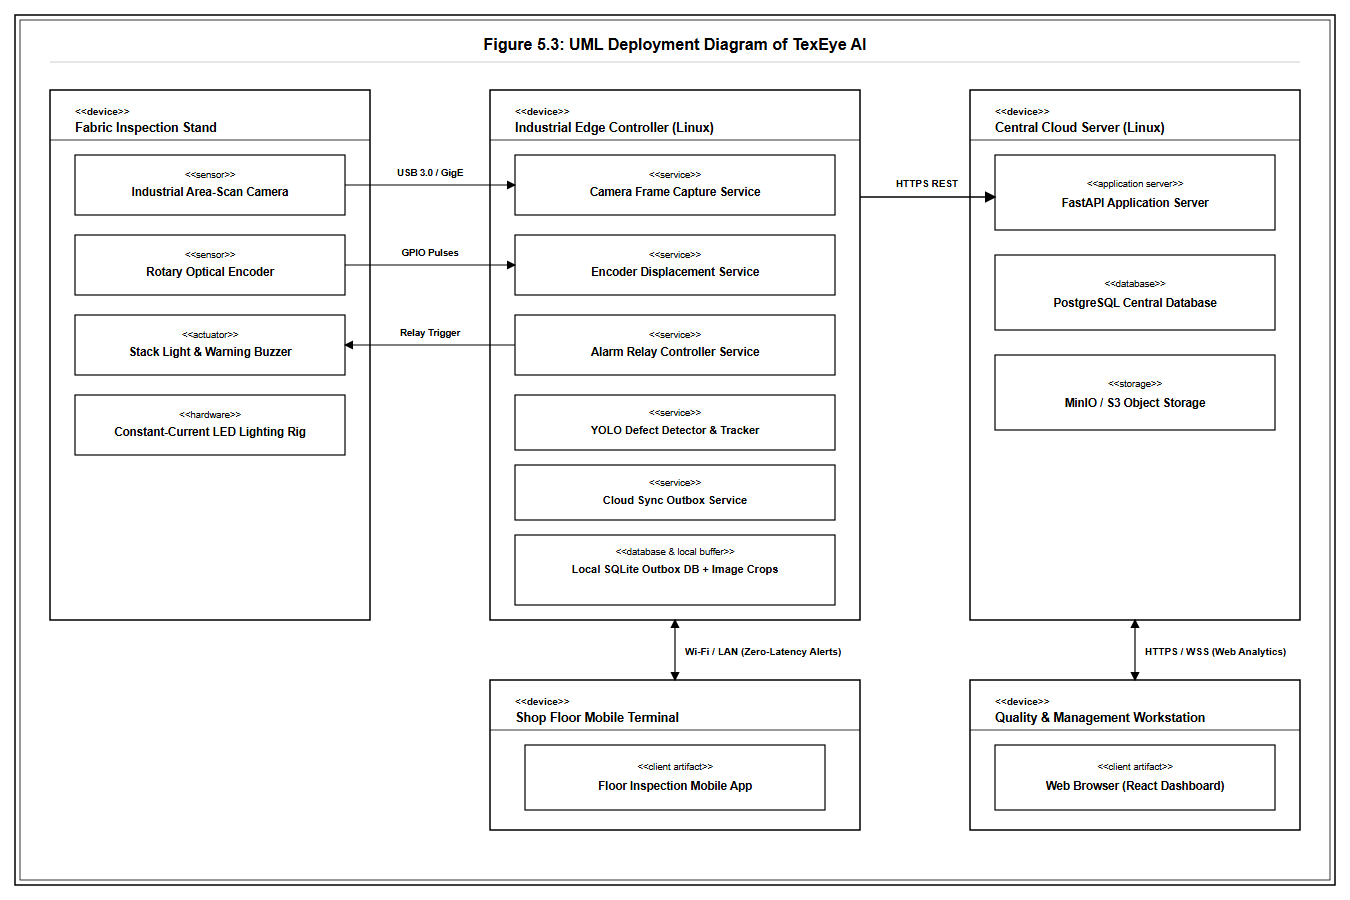 Figure 5.3: UML Deployment Diagram of TexEye AI
<<device>>
Fabric Inspection Stand
<<sensor>>
Industrial Area-Scan Camera
<<sensor>>
Rotary Optical Encoder
<<actuator>>
Stack Light & Warning Buzzer
<<hardware>>
Constant-Current LED Lighting Rig
USB 3.0 / GigE
GPIO Pulses
Relay Trigger
<<device>>
Industrial Edge Controller (Linux)
<<service>>
Camera Frame Capture Service
<<service>>
Encoder Displacement Service
<<service>>
Alarm Relay Controller Service
<<service>>
YOLO Defect Detector & Tracker
<<service>>
Cloud Sync Outbox Service
<<database & local buffer>>
Local SQLite Outbox DB + Image Crops
HTTPS REST
<<device>>
Central Cloud Server (Linux)
<<application server>>
FastAPI Application Server
<<database>>
PostgreSQL Central Database
<<storage>>
MinIO / S3 Object Storage
Wi-Fi / LAN (Zero-Latency Alerts)
HTTPS / WSS (Web Analytics)
<<device>>
Shop Floor Mobile Terminal
<<client artifact>>
Floor Inspection Mobile App
<<device>>
Quality & Management Workstation
<<client artifact>>
Web Browser (React Dashboard)